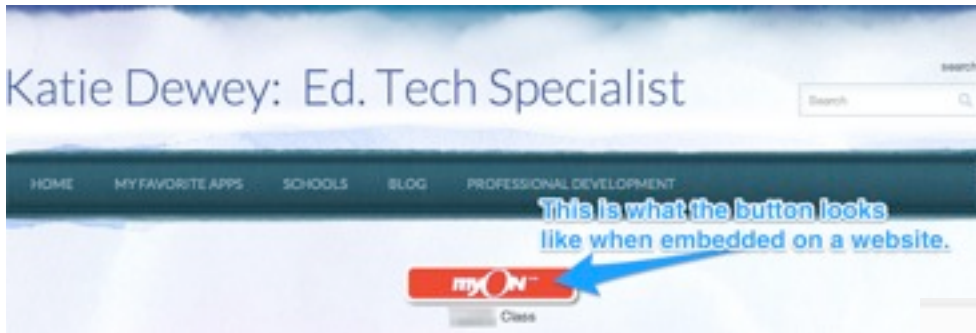 search
Katie Dewey: Ed. Tech Specialist
Search
HOME MY FAVORITE APPS SCHOOLS BLOG PROFESSIONAL DEVELOPMENT
This is what the button looks
like when embedded on a website.
myON™
Class